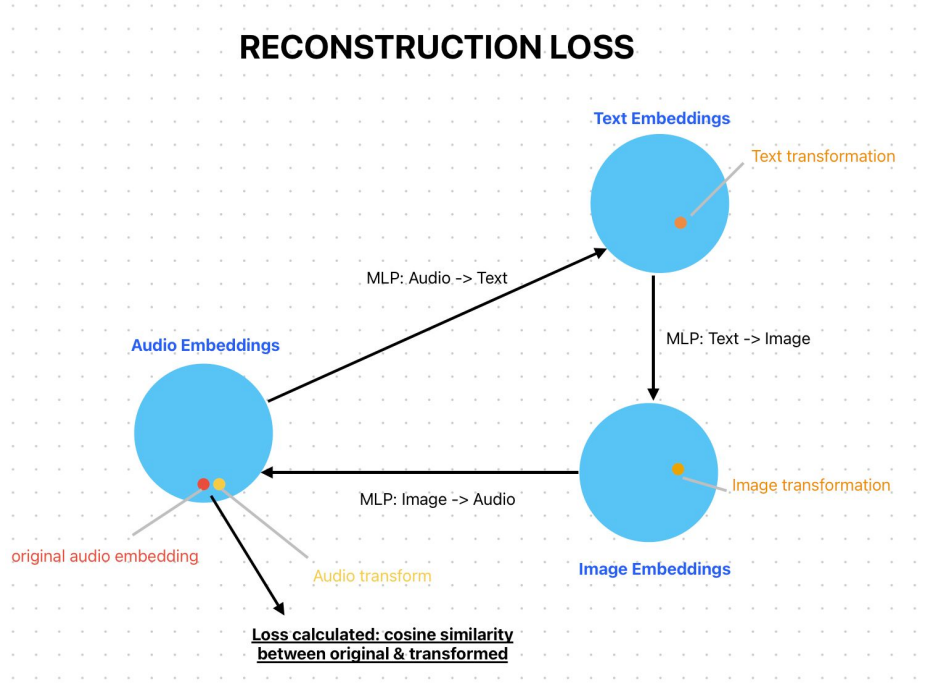 RECONSTRUCTION LOSS
Text Embeddings
Text transformation
MLP: Audio -> Text
MLP: Text -> Image
Audio Embeddings
MLP: Image -> Audio
Image transformation
original audio embedding
Audio transform
Image Embeddings
Loss calculated: cosine similarity
between original & transformed